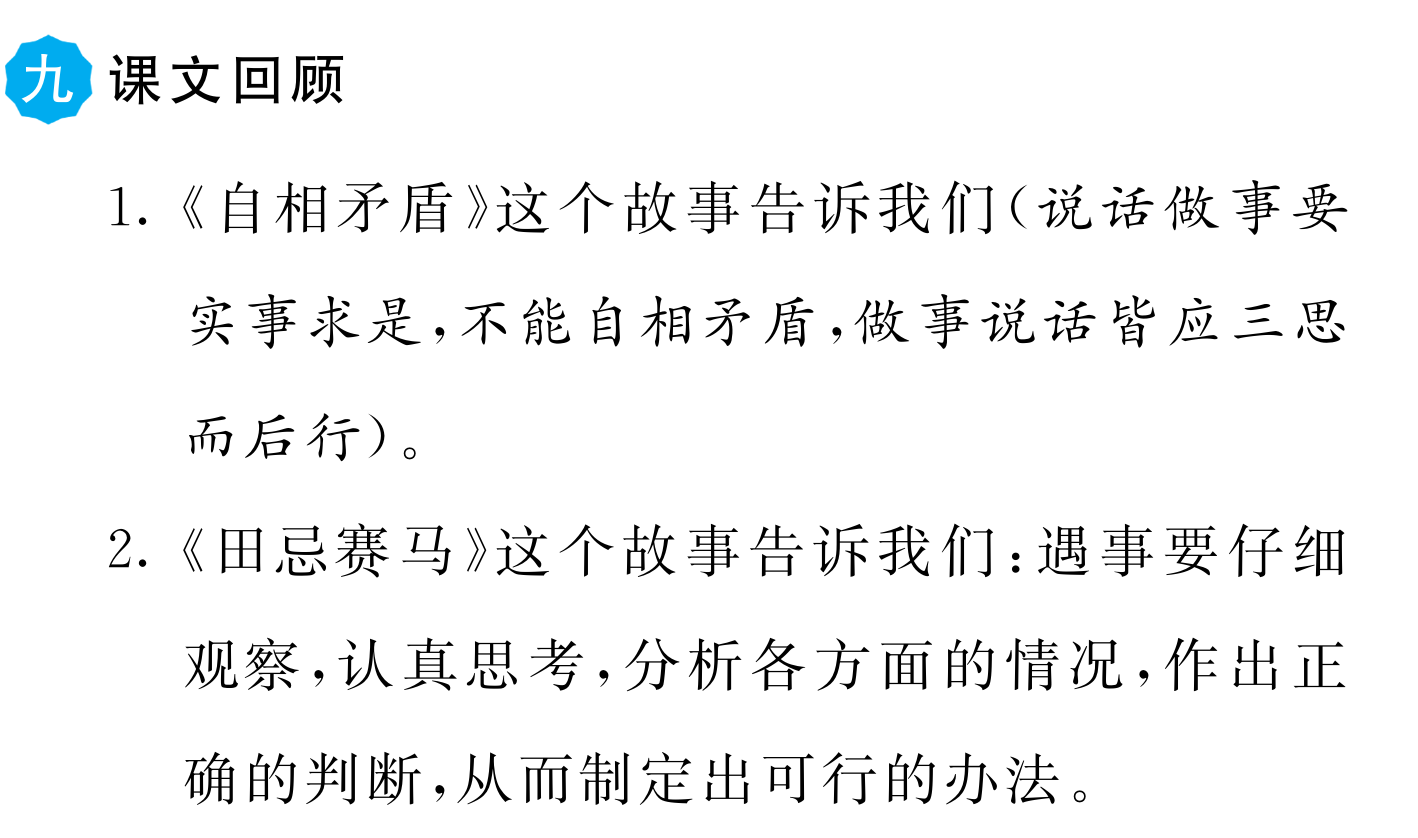 九 课文回顾
1.《自相矛盾》这个故事告诉我们(说话做事要
实事求是,不能自相矛盾,做事说话皆应三思
而后行)。
2.《田忌赛马》这个故事告诉我们:遇事要仔细
观察,认真思考,分析各方面的情况,作出正
确的判断,从而制定出可行的办法。